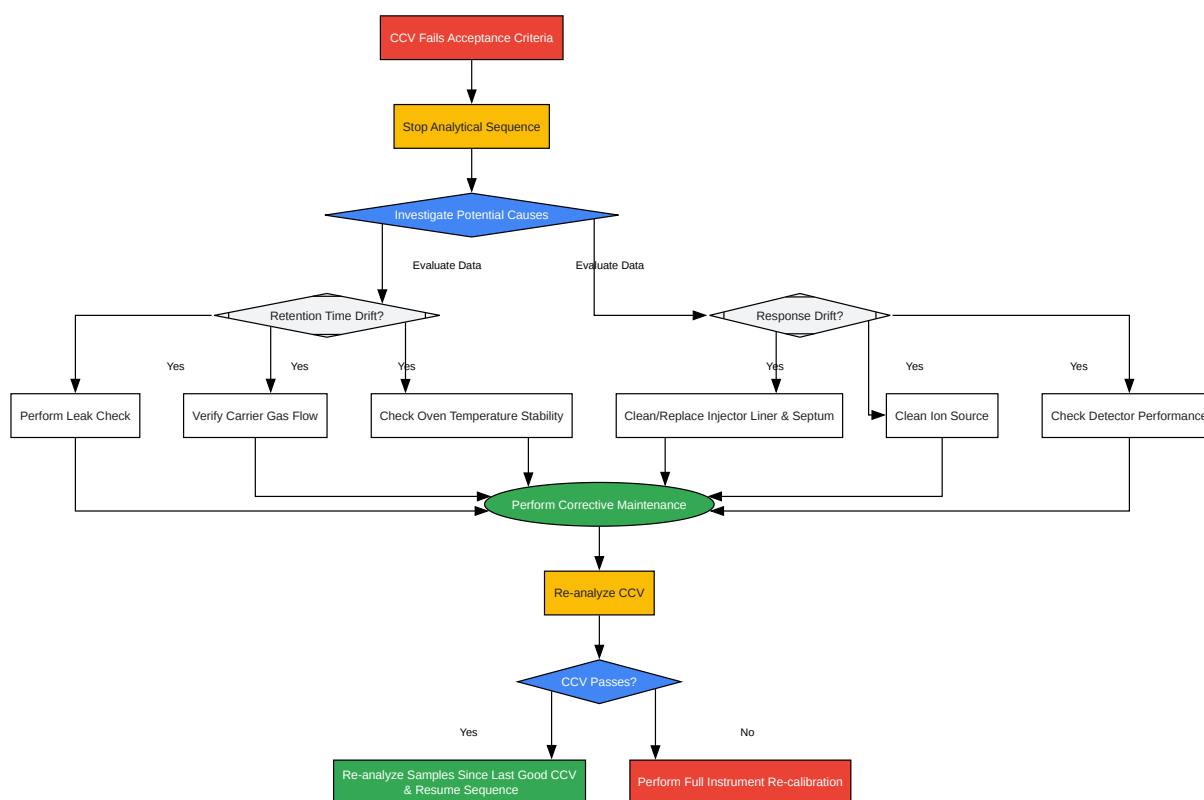 CCV Fails Acceptance Criteria
Stop Analytical Sequence
Investigate Potential Causes
Evaluate Data
Evaluate Data
Retention Time Drift?
Response Drift?
Yes
Yes
Yes
Yes
Yes
Yes
Perform Leak Check
Verify Carrier Gas Flow
Check Oven Temperature Stability
Clean/Replace Injector Liner & Septum
Clean Ion Source
Check Detector Performance
Perform Corrective Maintenance
Re-analyze CCV
CCV Passes?
Yes
No
Re-analyze Samples Since Last Good CCV
& Resume Sequence
Perform Full Instrument Re-calibration